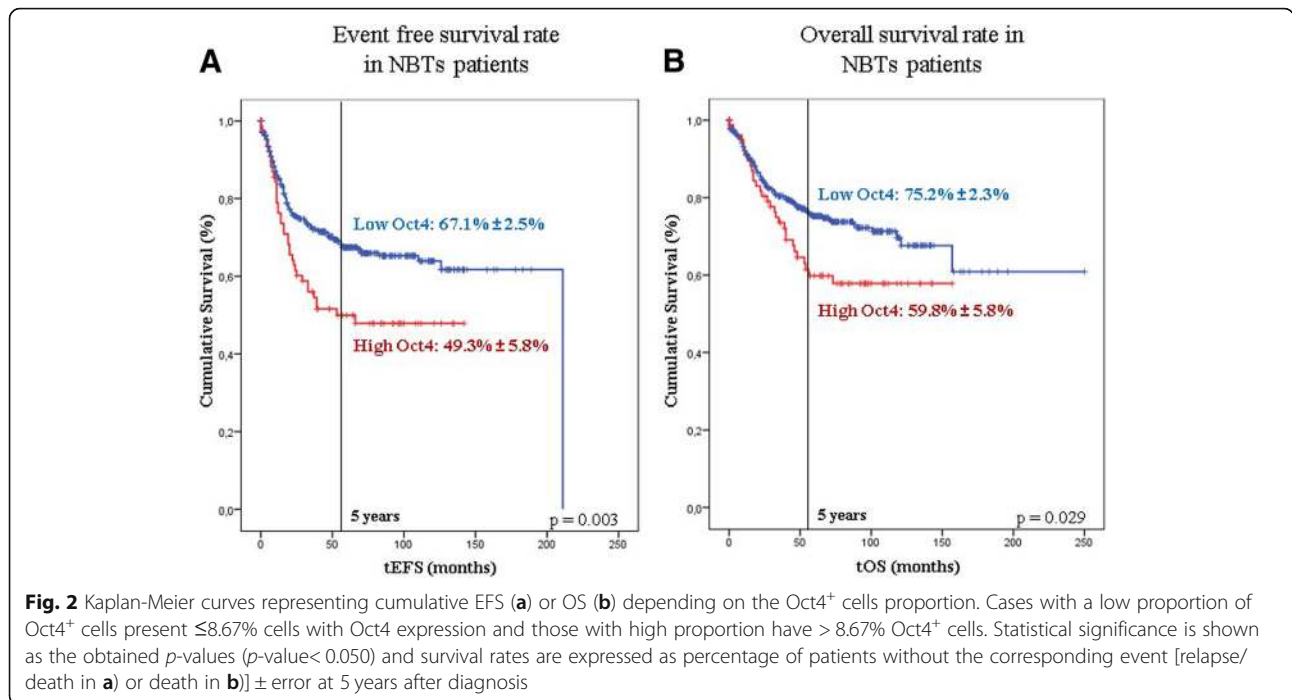 Event free survival rate
in NBTs patients
A
Cumulative Survival (%)
1,0
0,8
0,6
0,4
0,2
0,0
Low Oct4: 67.1% ± 2.5%
High Oct4: 49.3% ± 5.8%
5 years
p = 0.003
0 50 100 150 200 250
tEFS (months)
Overall survival rate in
NBTs patients
B
Cumulative Survival (%)
1,0
0,8
0,6
0,4
0,2
0,0
Low Oct4: 75.2% ± 2.3%
High Oct4: 59.8% ± 5.8%
5 years
p = 0.029
0 50 100 150 200 250
tOS (months)
Fig. 2 Kaplan-Meier curves representing cumulative EFS (a) or OS (b) depending on the Oct4⁺ cells proportion. Cases with a low proportion of
Oct4⁺ cells present ≤8.67% cells with Oct4 expression and those with high proportion have > 8.67% Oct4⁺ cells. Statistical significance is shown
as the obtained p-values (p-value< 0.050) and survival rates are expressed as percentage of patients without the corresponding event [relapse/
death in a) or death in b)] ± error at 5 years after diagnosis